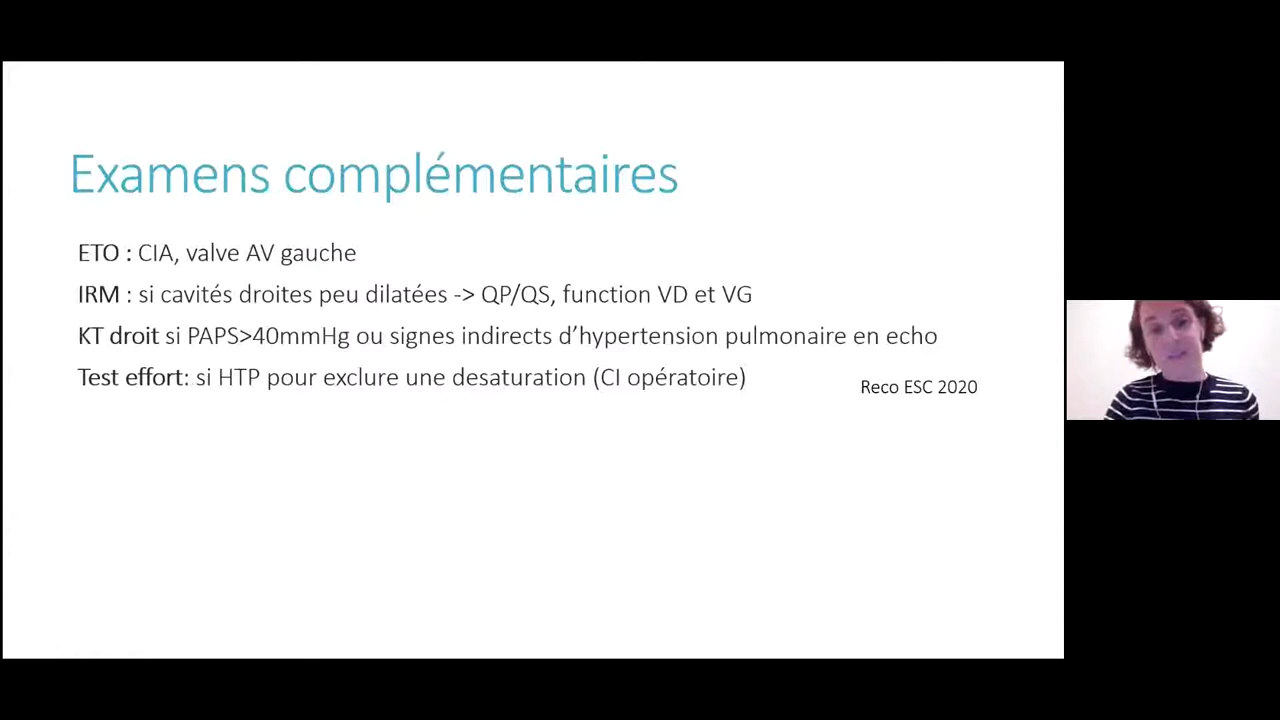 Examens complémentaires
ETO : CIA, valve AV gauche
IRM : si cavités droites peu dilatées -> QP/QS, function VD et VG
KT droit si PAPS>40mmHg ou signes indirects d’hypertension pulmonaire en echo
Test effort: si HTP pour exclure une desaturation (CI opératoire)
Reco ESC 2020